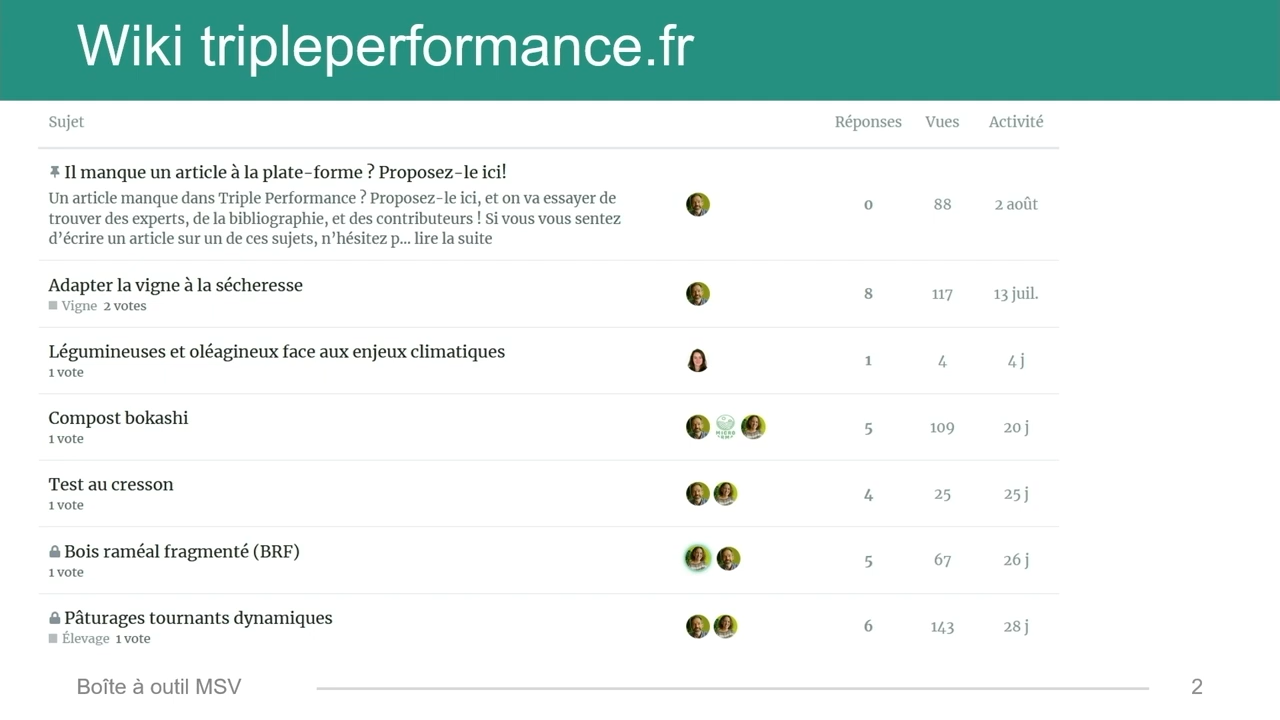 Wiki tripleperformance.fr
Sujet Réponses Vues Activité
Il manque un article à la plate-forme ? Proposez-le ici!
Un article manque dans Triple Performance ? Proposez-le ici, et on va essayer de
trouver des experts, de la bibliographie, et des contributeurs ! Si vous vous sentez
d’écrire un article sur un de ces sujets, n’hésitez p... lire la suite
0 88 2 août
Adapter la vigne à la sécheresse
Vigne 2 votes
8 117 13 juil.
Légumineuses et oléagineux face aux enjeux climatiques
1 vote
1 4 4 j
Compost bokashi
1 vote
5 109 20 j
Test au cresson
1 vote
4 25 25 j
Bois raméal fragmenté (BRF)
1 vote
5 67 26 j
Pâturages tournants dynamiques
Élevage 1 vote
6 143 28 j
Boîte à outil MSV 2